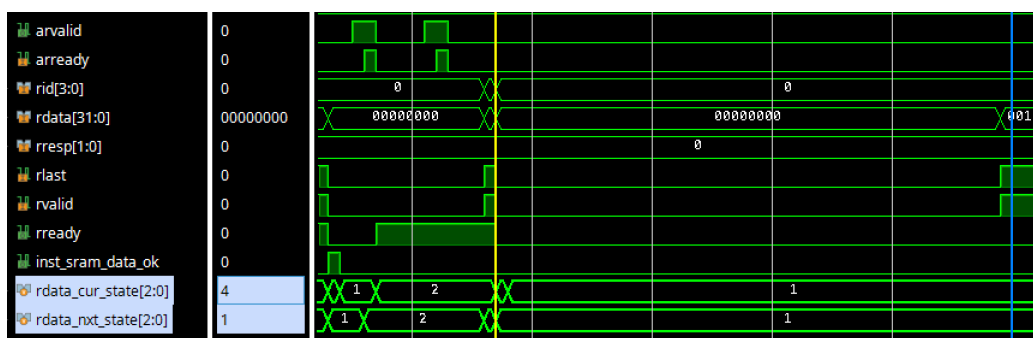 arvalid 0
arready 0
rid[3:0] 0 0 0
rdata[31:0] 00000000 00000000 00000000 001
rresp[1:0] 0 0
rlast 0
rvalid 0
rready 0
inst_sram_data_ok 0
rdata_cur_state[2:0] 4 1 2 1
rdata_nxt_state[2:0] 1 1 2 1